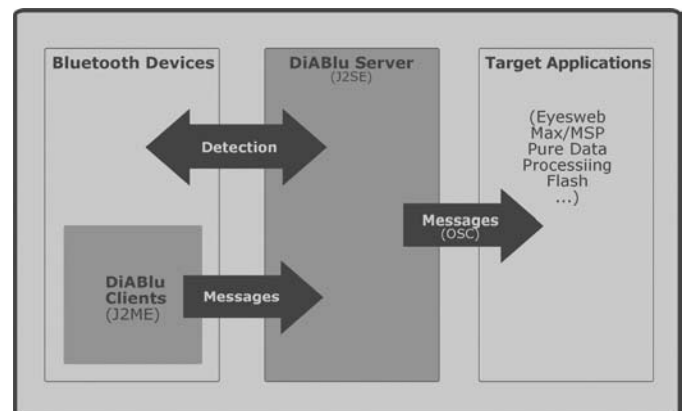 Bluetooth Devices
DiABlu Server
(J2SE)
Target Applications
Detection
(Eyesweb
Max/MSP
Pure Data
Processiing
Flash
...)
Messages
(OSC)
DiABlu
Clients
(J2ME)
Messages